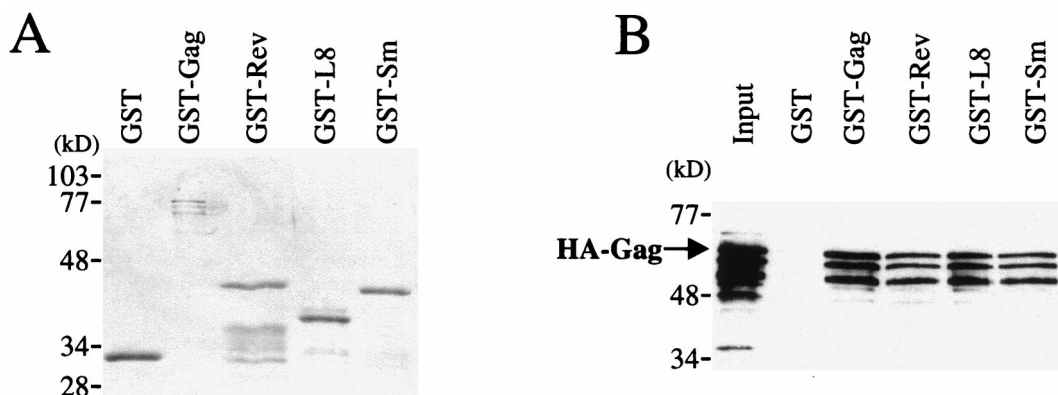 A
GST
GST-Gag
GST-Rev
GST-L8
GST-Sm
(kD)
103-
77-
48-
34-
28-
B
Input
GST
GST-Gag
GST-Rev
GST-L8
GST-Sm
(kD)
77-
HA-Gag
48-
34-